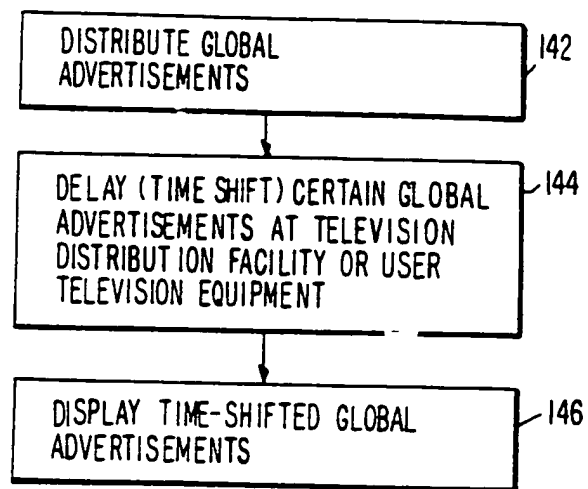 DISTRIBUTE GLOBAL
ADVERTISEMENTS
142
DELAY (TIME SHIFT) CERTAIN GLOBAL
ADVERTISEMENTS AT TELEVISION
DISTRIBUTION FACILITY OR USER
TELEVISION EQUIPMENT
144
DISPLAY TIME-SHIFTED GLOBAL
ADVERTISEMENTS
146